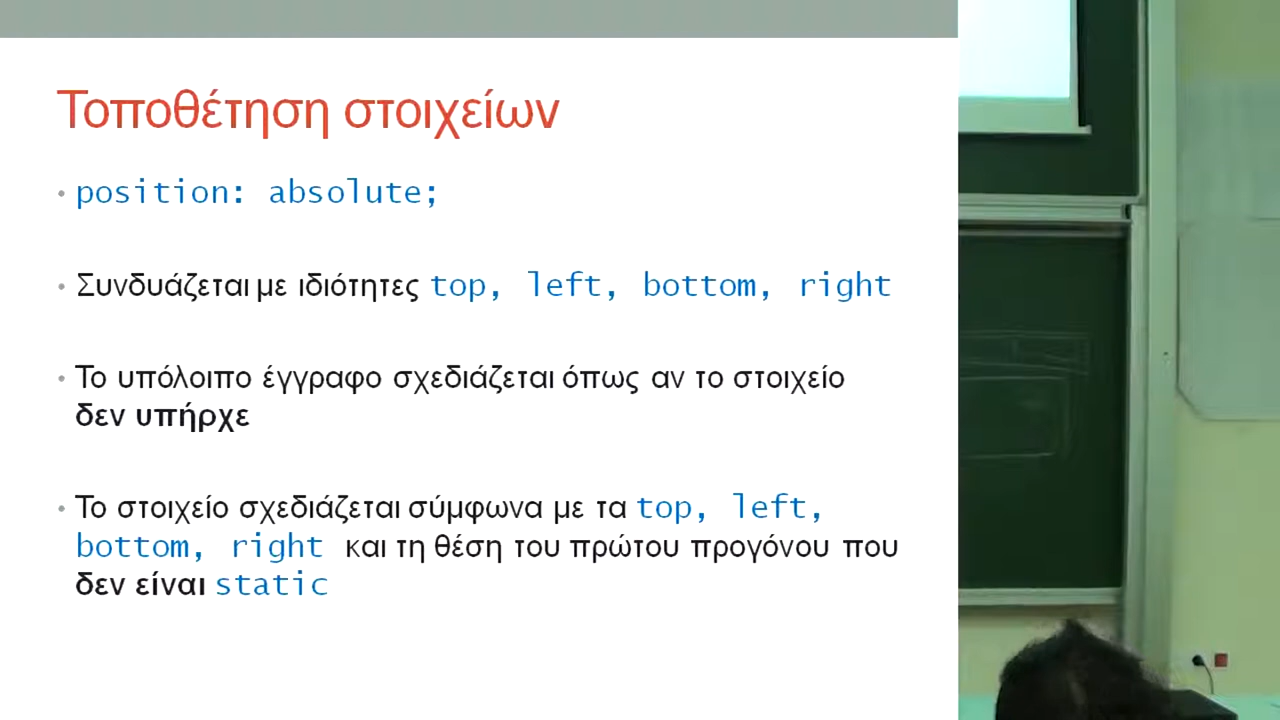 Τοποθέτηση στοιχείων
• position: absolute;
• Συνδυάζεται με ιδιότητες top, left, bottom, right
• Το υπόλοιπο έγγραφο σχεδιάζεται όπως αν το στοιχείο
δεν υπήρχε
• Το στοιχείο σχεδιάζεται σύμφωνα με τα top, left,
bottom, right και τη θέση του πρώτου προγόνου που
δεν είναι static